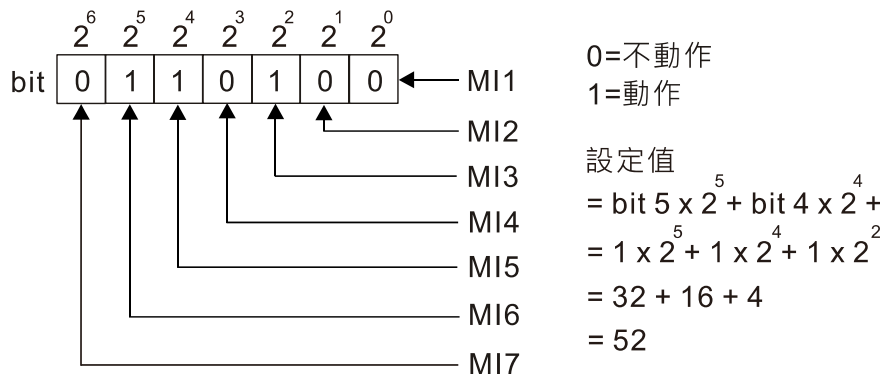 2⁶ 2⁵ 2⁴ 2³ 2² 2¹ 2⁰
bit 0 1 1 0 1 0 0 MI1
MI2
MI3
MI4
MI5
MI6
MI7
0=不動作
1=動作
設定值
= bit 5 x 2⁵ + bit 4 x 2⁴ +
= 1 x 2⁵ + 1 x 2⁴ + 1 x 2²
= 32 + 16 + 4
= 52